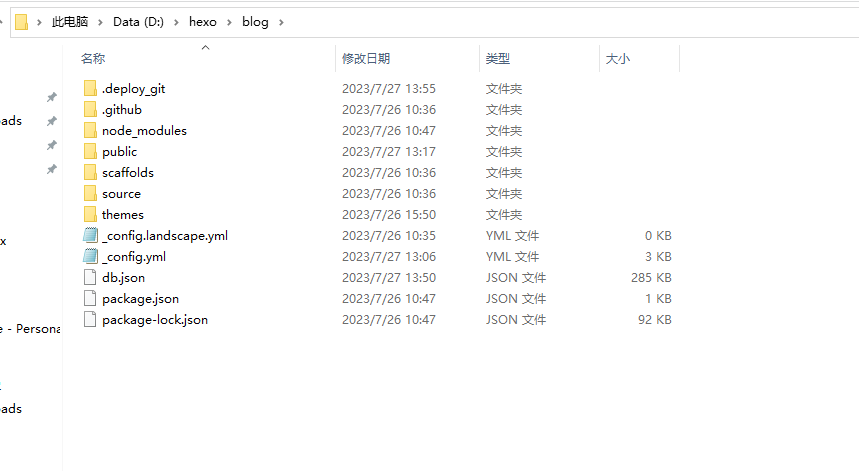 此电脑 > Data (D:) > hexo > blog >
名称 修改日期 类型 大小
.deploy_git 2023/7/27 13:55 文件夹
.github 2023/7/26 10:36 文件夹
node_modules 2023/7/26 10:47 文件夹
public 2023/7/27 13:17 文件夹
scaffolds 2023/7/26 10:36 文件夹
source 2023/7/26 10:36 文件夹
themes 2023/7/26 15:50 文件夹
_config.landscape.yml 2023/7/26 10:35 YML 文件 0 KB
_config.yml 2023/7/27 13:06 YML 文件 3 KB
db.json 2023/7/27 13:50 JSON 文件 285 KB
package.json 2023/7/26 10:47 JSON 文件 1 KB
package-lock.json 2023/7/26 10:47 JSON 文件 92 KB
oads
x
e - Persona
oads